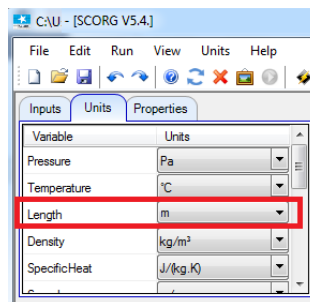 C:\U - [SCORG V5.4.]
File Edit Run View Units Help
Inputs Units Properties
Variable Units
Pressure Pa
Temperature °C
Length m
Density kg/m³
SpecificHeat J/(kg.K)